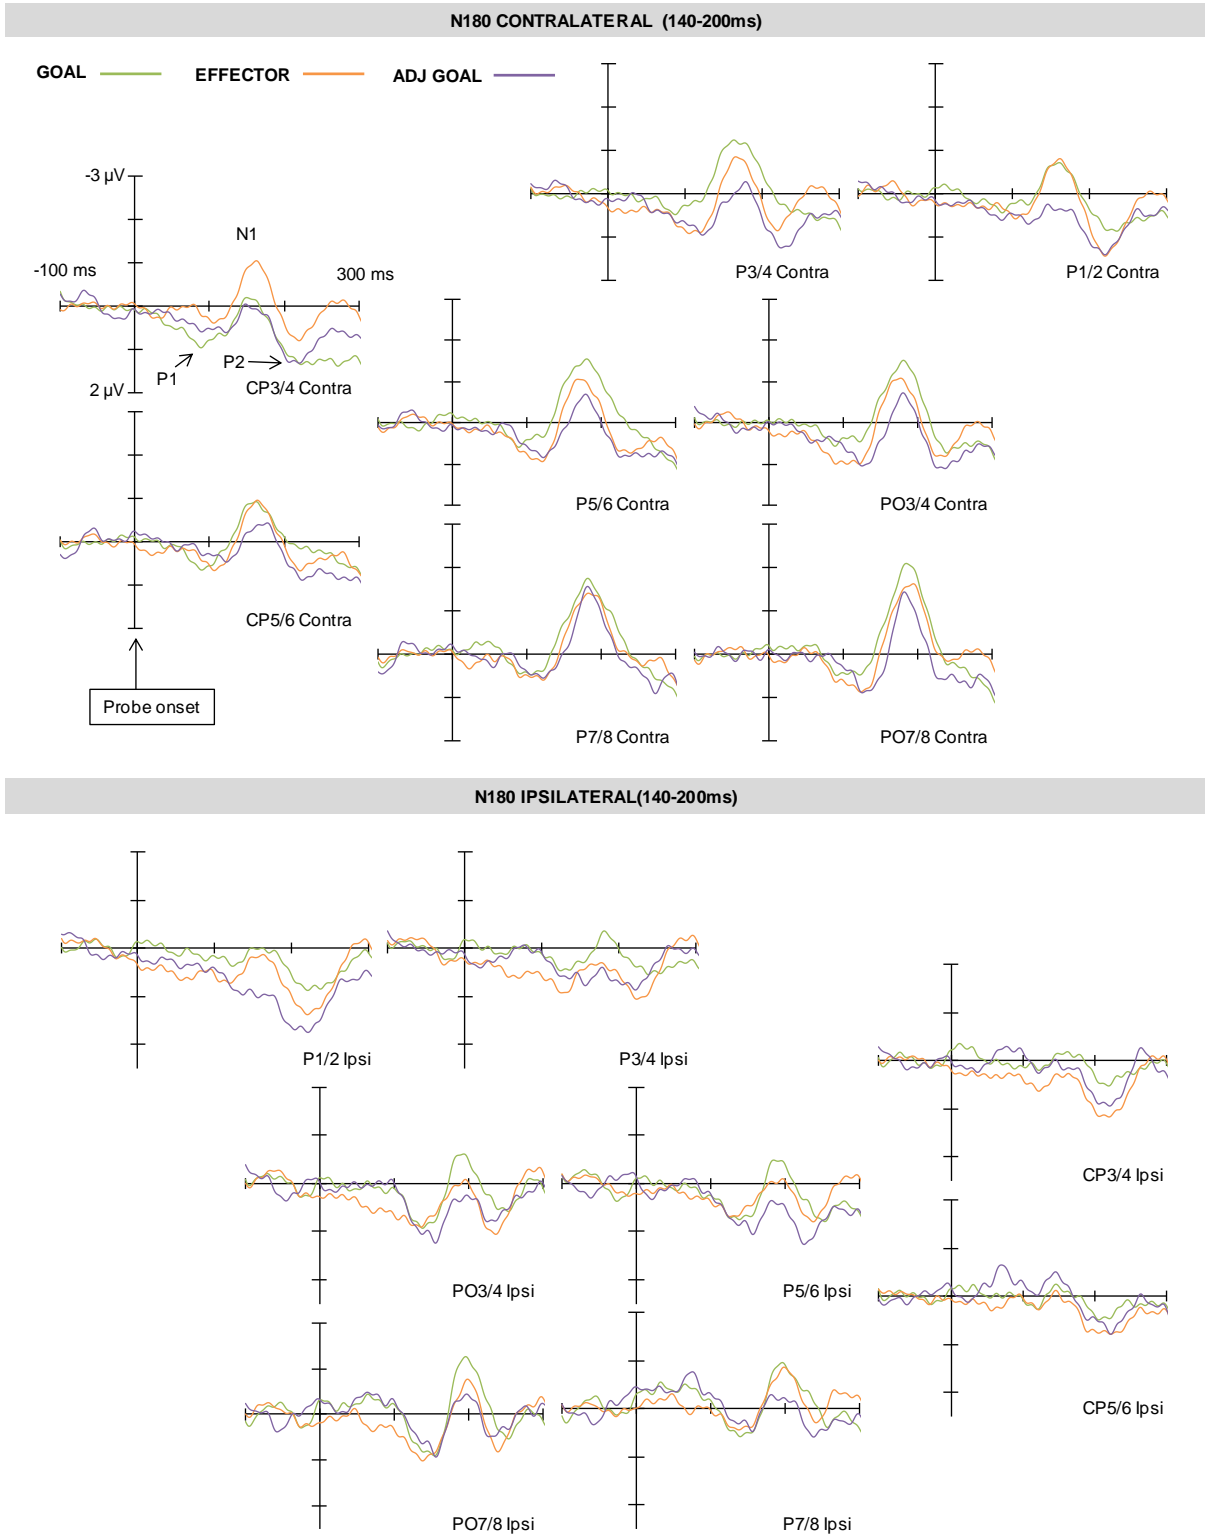 N180 CONTRALATERAL (140-200ms)
GOAL EFFECTOR ADJ GOAL
-3 µV
N1
-100 ms
300 ms
P3/4 Contra
P1/2 Contra
P1
P2
2 µV
CP3/4 Contra
P5/6 Contra
PO3/4 Contra
CP5/6 Contra
Probe onset
P7/8 Contra
PO7/8 Contra
N180 IPSILATERAL(140-200ms)
P1/2 Ipsi
P3/4 Ipsi
CP3/4 Ipsi
PO3/4 Ipsi
P5/6 Ipsi
CP5/6 Ipsi
PO7/8 Ipsi
P7/8 Ipsi